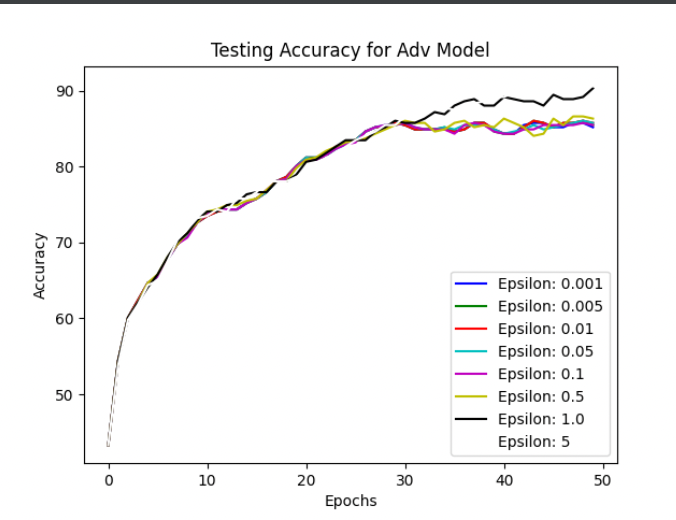 Testing Accuracy for Adv Model
90
80
70
60
50
Accuracy
Epsilon: 0.001
Epsilon: 0.005
Epsilon: 0.01
Epsilon: 0.05
Epsilon: 0.1
Epsilon: 0.5
Epsilon: 1.0
Epsilon: 5
0 10 20 30 40 50
Epochs